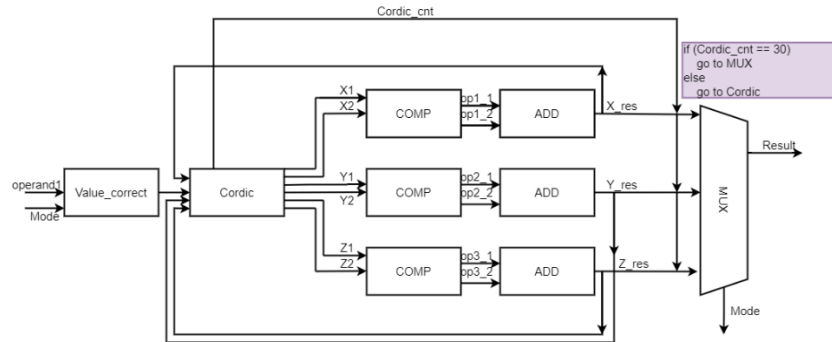 Cordic_cnt
if (Cordic_cnt == 30)
go to MUX
else
go to Cordic
X1
X2
COMP
op1_1
op1_2
ADD
X_res
Result
operand1
Mode
Value_correct
Cordic
Y1
Y2
COMP
op2_1
op2_2
ADD
Y_res
MUX
Z1
Z2
COMP
op3_1
op3_2
ADD
Z_res
Mode